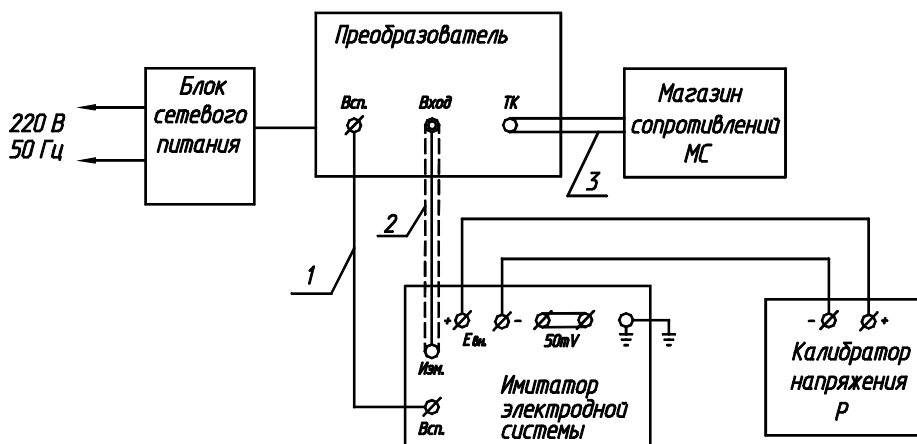 Преобразователь
Блок
сетевого
питания
220 В
50 Гц
Всп.
Вход
ТК
Магазин
сопротивлений
МС
3
2
1
+
Eвн.
-
50mV
Изм.
Имитатор
электродной
системы
Всп.
-
+
Калибратор
напряжения
Р